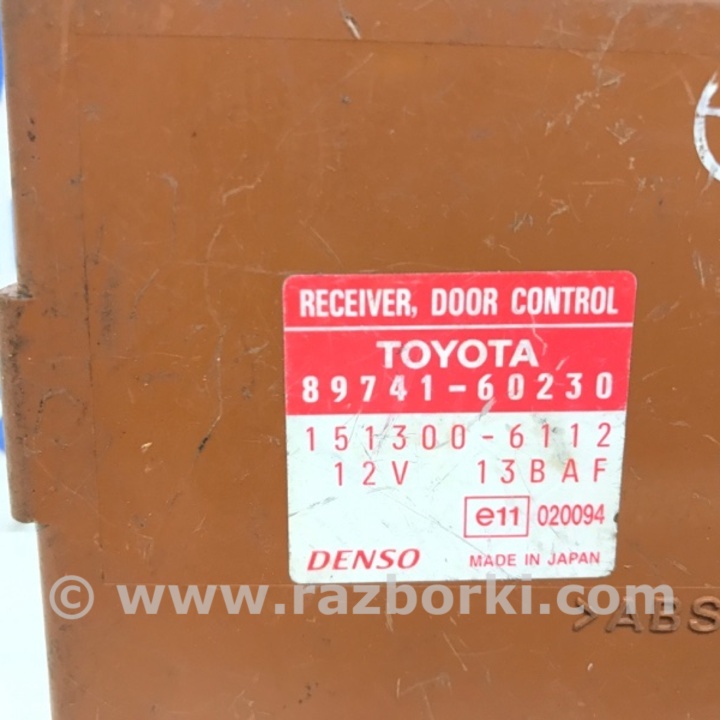 RECEIVER, DOOR CONTROL
TOYOTA
89741-60230
151300-6112
12V 13BAF
e11 020094
DENSO MADE IN JAPAN
© www.razborki.com
>ABS